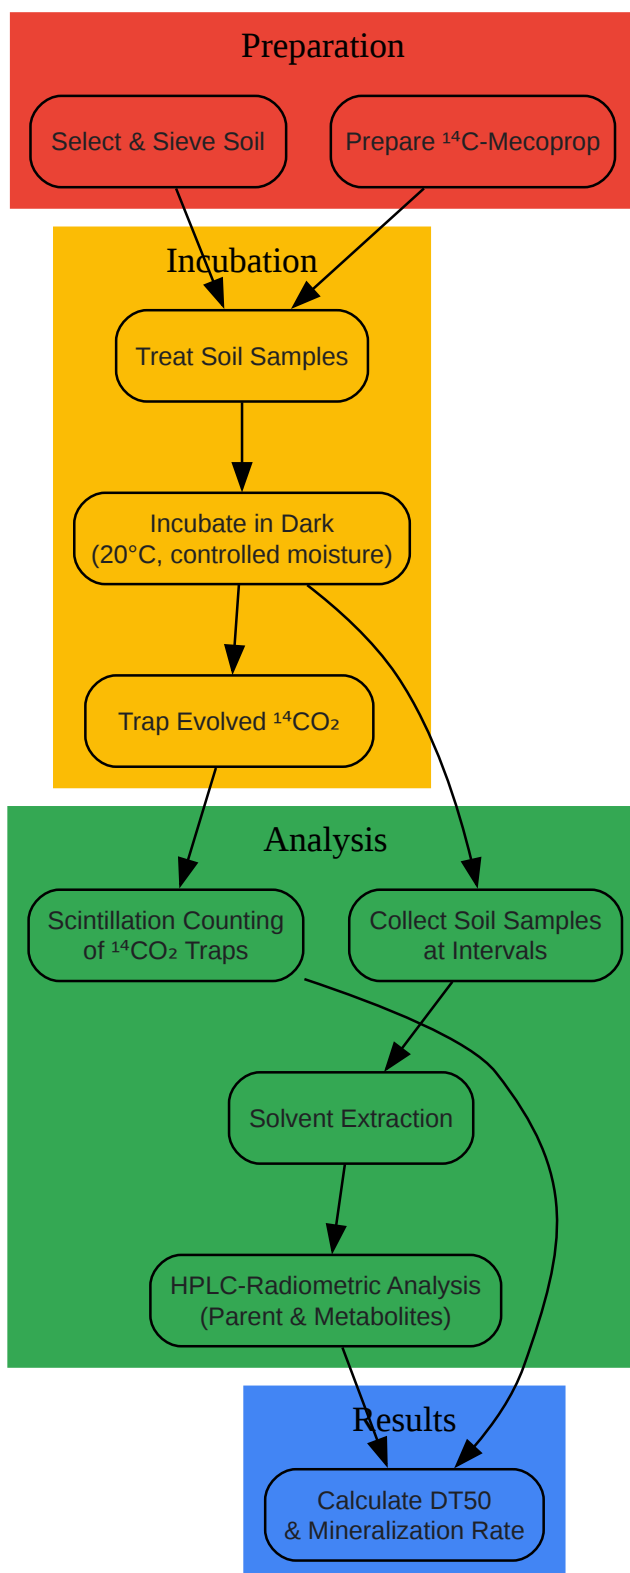 Preparation
Select & Sieve Soil
Prepare ¹⁴C-Mecoprop
Incubation
Treat Soil Samples
Incubate in Dark
(20°C, controlled moisture)
Trap Evolved ¹⁴CO₂
Analysis
Scintillation Counting
of ¹⁴CO₂ Traps
Collect Soil Samples
at Intervals
Solvent Extraction
HPLC-Radiometric Analysis
(Parent & Metabolites)
Results
Calculate DT50
& Mineralization Rate